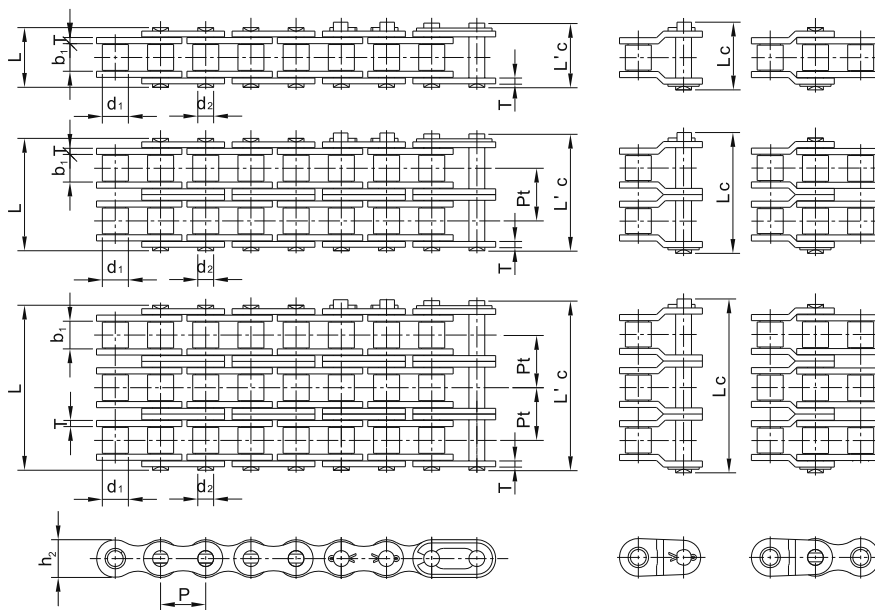 L
T
b₁
d₁
d₂
T
L' c
Lc
L
T
b₁
d₁
d₂
Pt
T
L' c
Lc
L
b₁
T
d₁
d₂
Pt
Pt
T
L' c
Lc
h₂
P